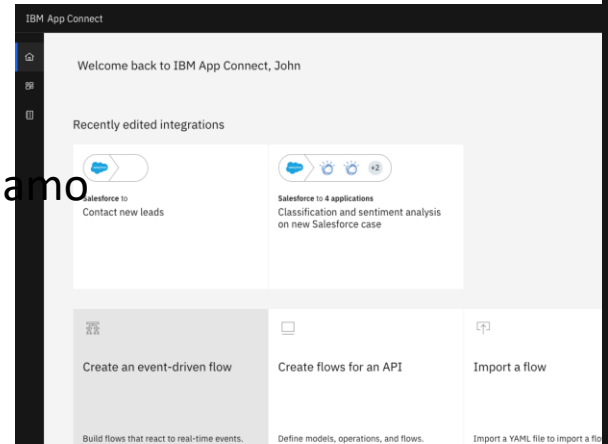 IBM App Connect
Welcome back to IBM App Connect, John
Recently edited integrations
+2
amo
Salesforce to
Contact new leads
Salesforce to 4 applications
Classification and sentiment analysis
on new Salesforce case
Create an event-driven flow
Create flows for an API
Import a flow
Build flows that react to real-time events.
Define models, operations, and flows.
Import a YAML file to import a flo